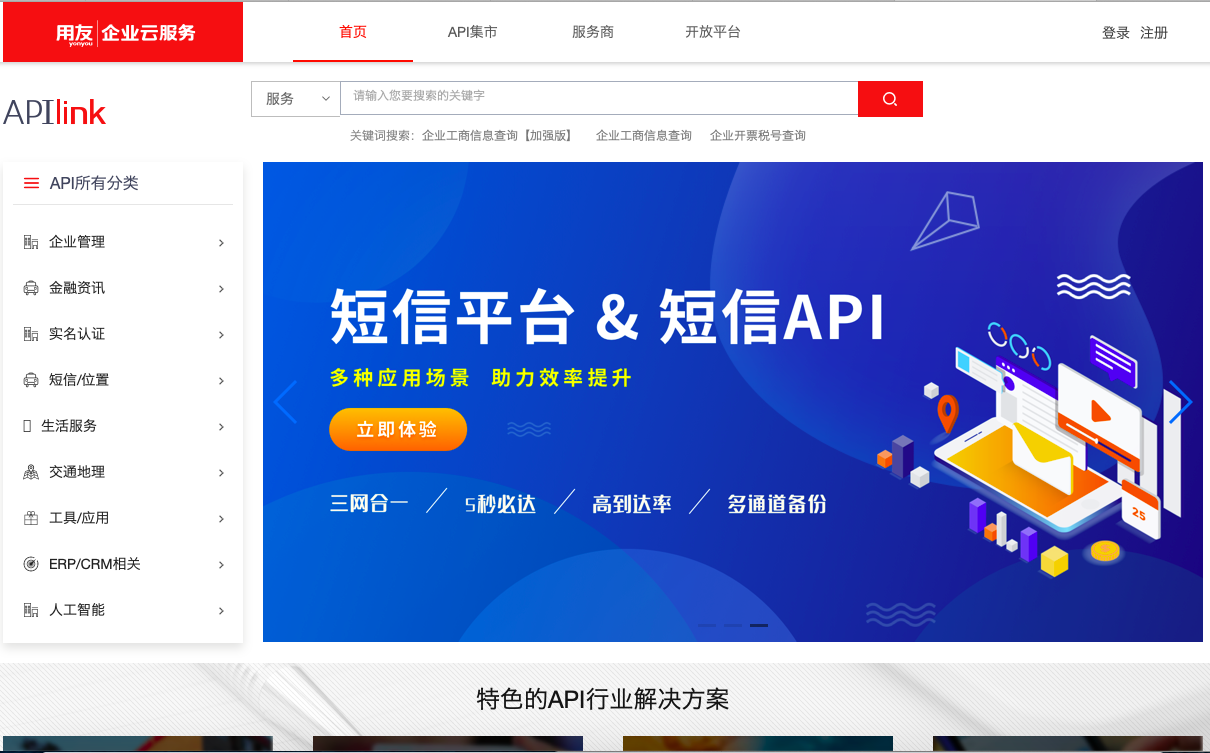 用友 企业云服务
yonyou
首页 API集市 服务商 开放平台 登录 注册
APIlink
服务 请输入您要搜索的关键字
关键词搜索: 企业工商信息查询【加强版】 企业工商信息查询 企业开票税号查询
API所有分类
企业管理
金融资讯
实名认证
短信/位置
生活服务
交通地理
工具/应用
ERP/CRM相关
人工智能
短信平台 & 短信API
多种应用场景 助力效率提升
立即体验
三网合一 / 5秒必达 / 高到达率 / 多通道备份
25
特色的API行业解决方案